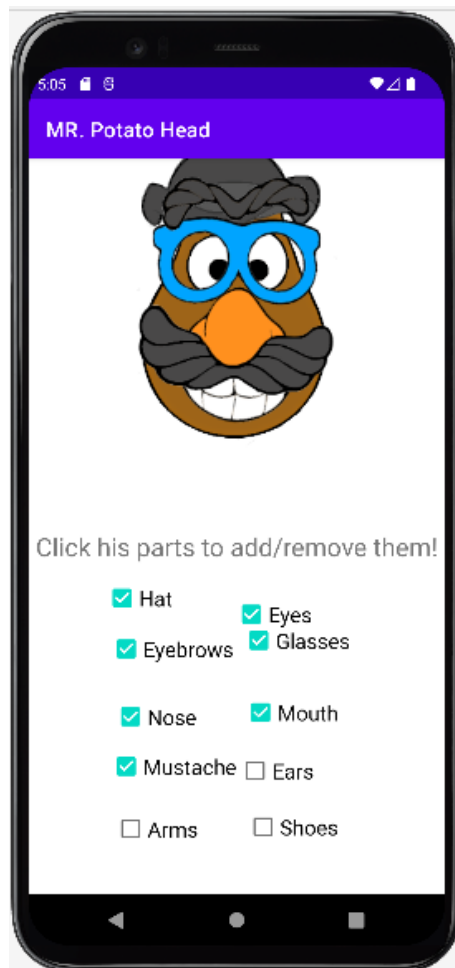 5:05
MR. Potato Head
Click his parts to add/remove them!
Hat
Eyes
Eyebrows
Glasses
Nose
Mouth
Mustache
Ears
Arms
Shoes